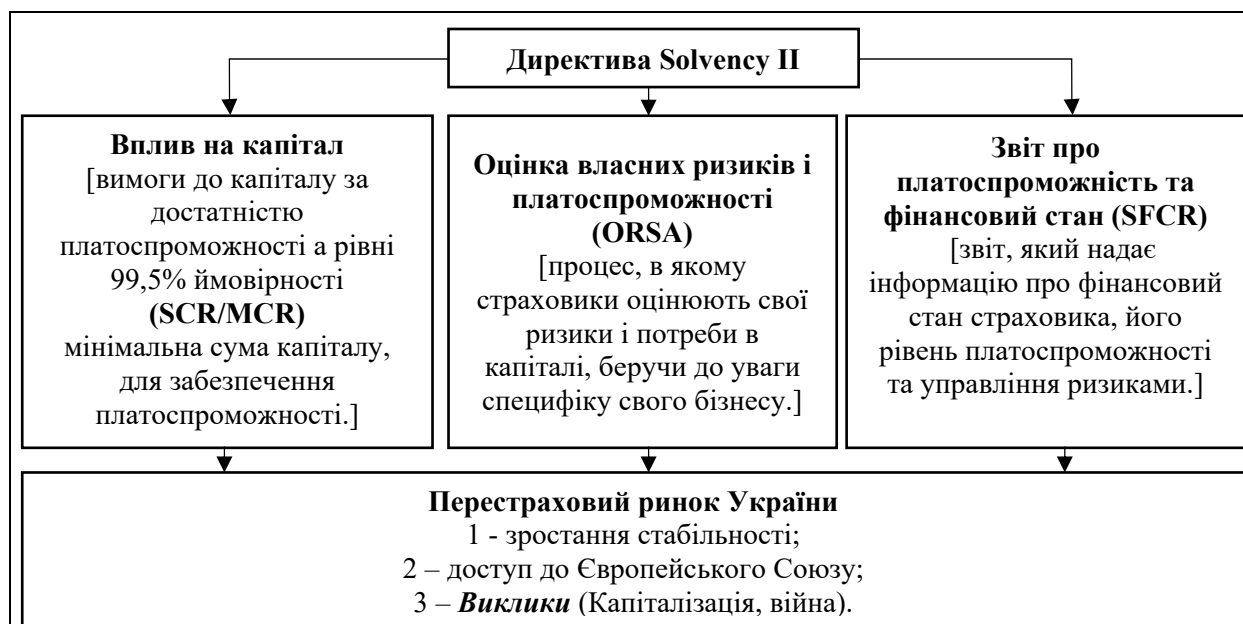 Директива Solvency II
Вплив на капітал
[вимоги до капіталу за
достатністю
платоспроможності а рівні
99,5% ймовірності
(SCR/MCR)
мінімальна сума капіталу,
для забезпечення
платоспроможності.]
Оцінка власних ризиків і
платоспроможності
(ORSA)
[процес, в якому
страховики оцінюють свої
ризики і потреби в
капіталі, беручи до уваги
специфіку свого бізнесу.]
Звіт про
платоспроможність та
фінансовий стан (SFCR)
[звіт, який надає
інформацію про фінансовий
стан страховика, його
рівень платоспроможності
та управління ризиками.]
Перестраховий ринок України
1 - зростання стабільності;
2 – доступ до Європейського Союзу;
3 – Виклики (Капіталізація, війна).